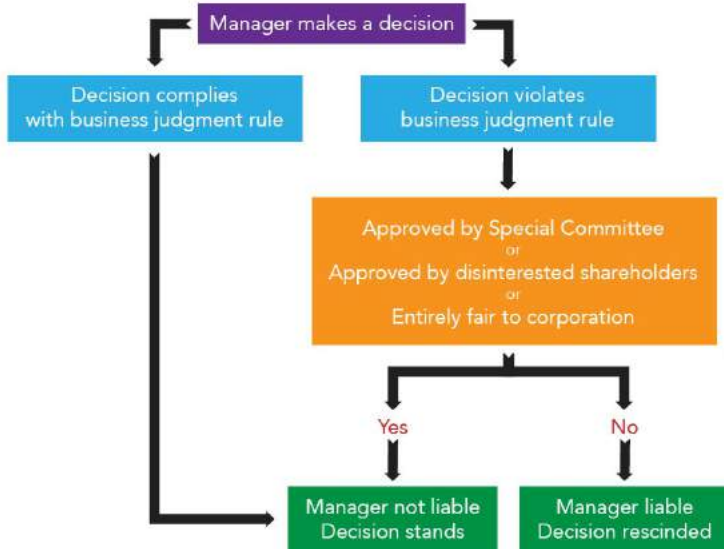 Manager makes a decision
Decision complies
with business judgment rule
Decision violates
business judgment rule
Approved by Special Committee
or
Approved by disinterested shareholders
or
Entirely fair to corporation
Yes
No
Manager not liable
Decision stands
Manager liable
Decision rescinded